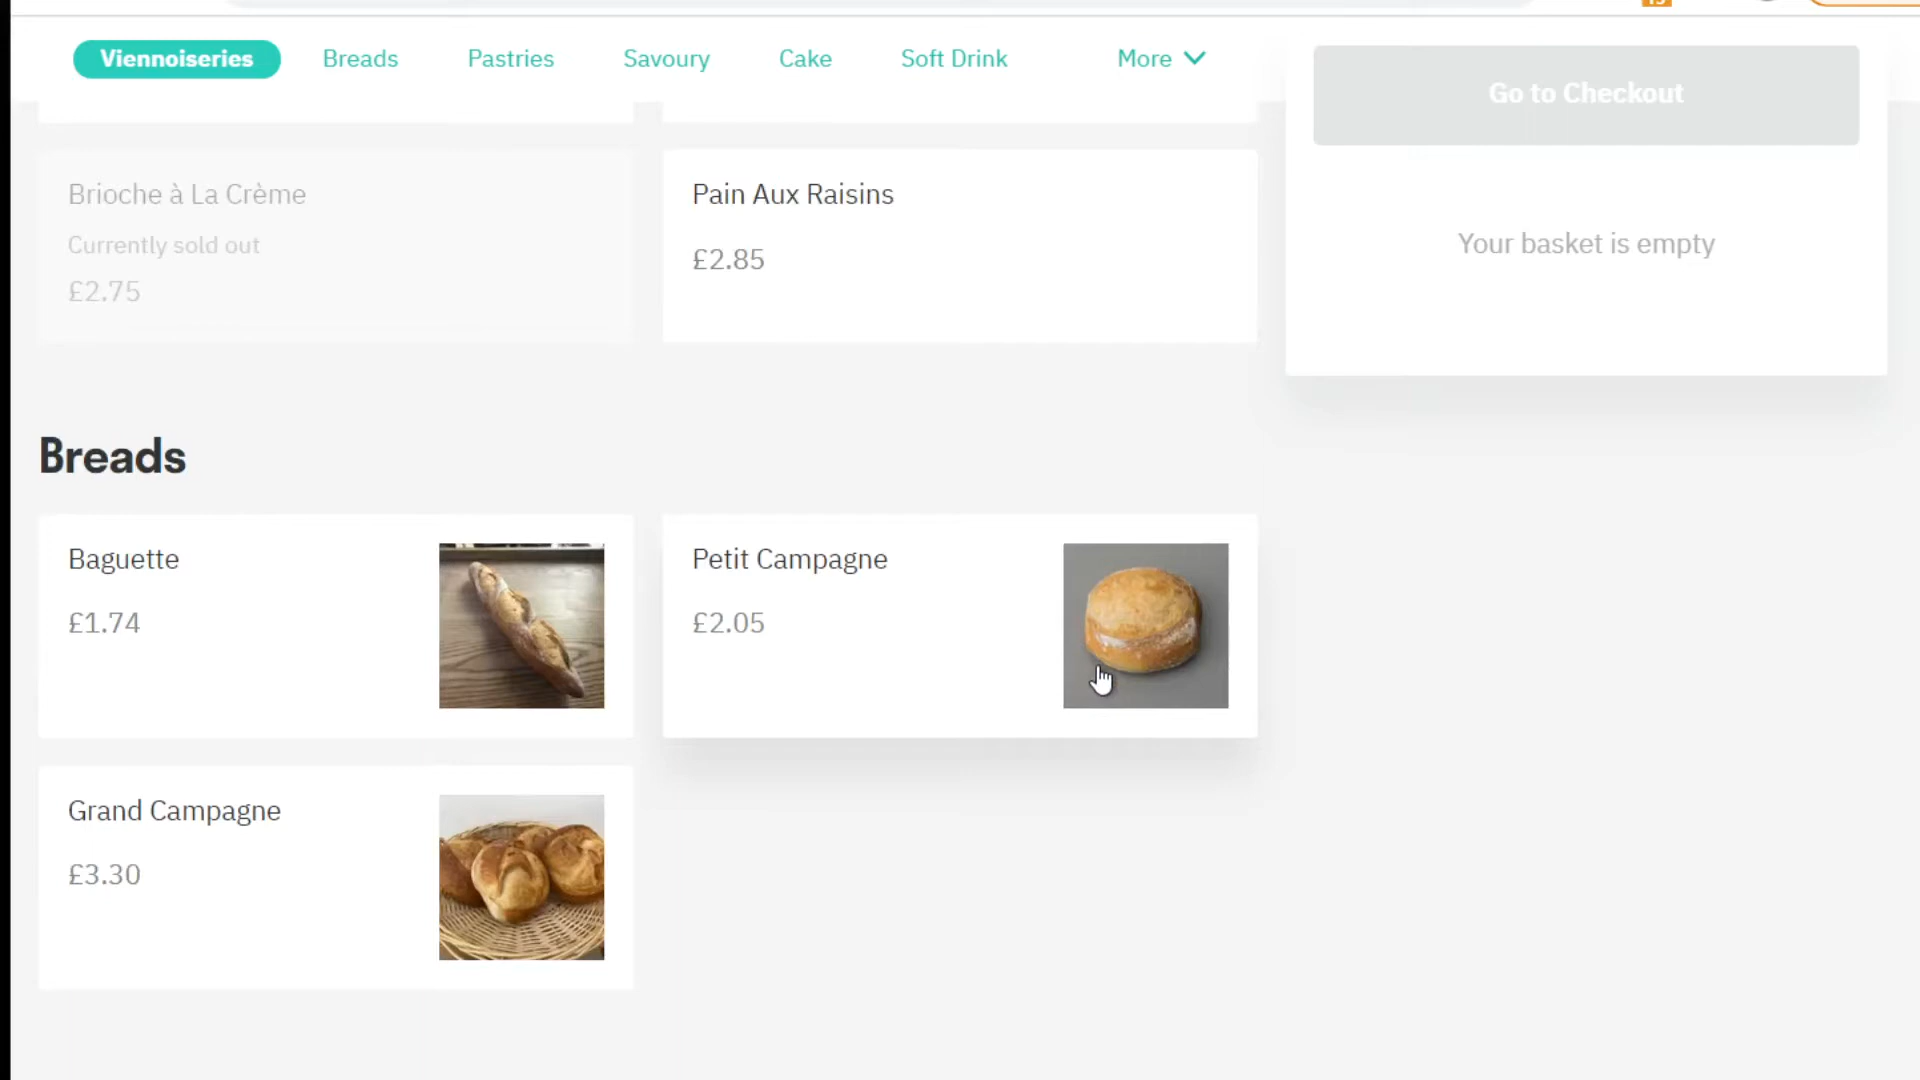 Viennoiseries
Breads
Pastries
Savoury
Cake
Soft Drink
More
Go to Checkout
Brioche à La Crème
Currently sold out
£2.75
Pain Aux Raisins
£2.85
Your basket is empty
Breads
Baguette
£1.74
Petit Campagne
£2.05
Grand Campagne
£3.30